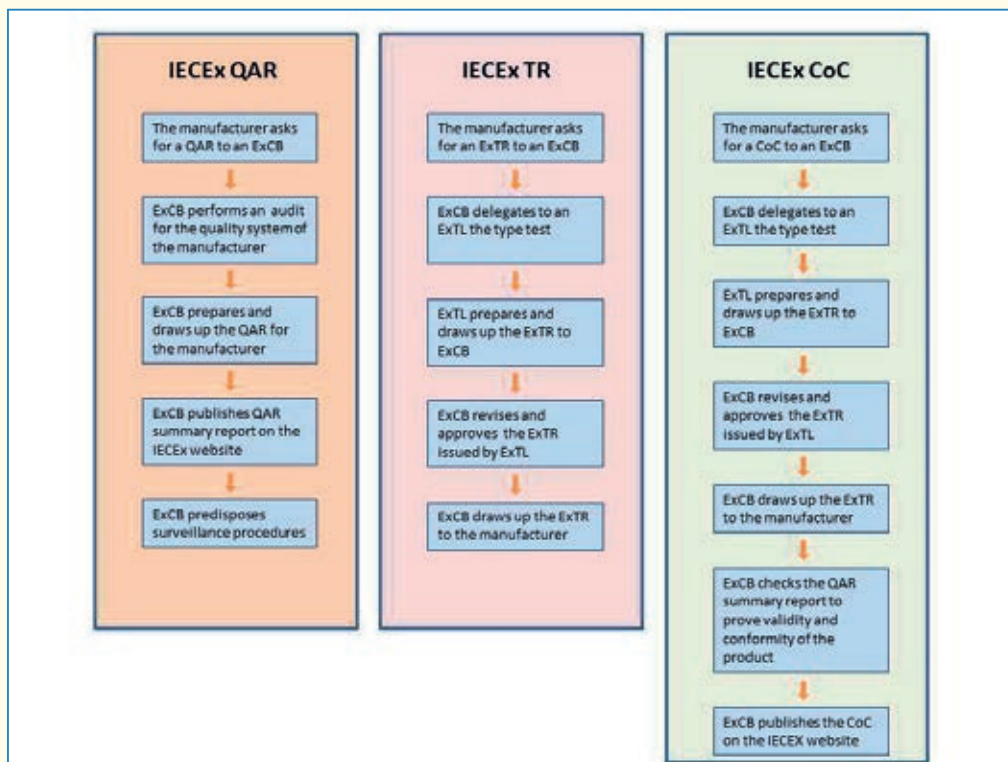 IECEx QAR
The manufacturer asks
for a QAR to an ExCB
ExCB performs an audit
for the quality system of
the manufacturer
ExCB prepares and
draws up the QAR for
the manufacturer
ExCB publishes QAR
summary report on the
IECEx website
ExCB predisposes
surveillance procedures
IECEx TR
The manufacturer asks
for an ExTR to an ExCB
ExCB delegates to an
ExTL the type test
ExTL prepares and
draws up the ExTR to
ExCB
ExCB revises and
approves the ExTR
issued by ExTL
ExCB draws up the ExTR
to the manufacturer
IECEx CoC
The manufacturer asks
for a CoC to an ExCB
ExCB delegates to an
ExTL the type test
ExTL prepares and
draws up the ExTR to
ExCB
ExCB revises and
approves the ExTR
issued by ExTL
ExCB draws up the ExTR
to the manufacturer
ExCB checks the QAR
summary report to
prove validity and
conformity of the
product
ExCB publishes the CoC
on the IECEX website